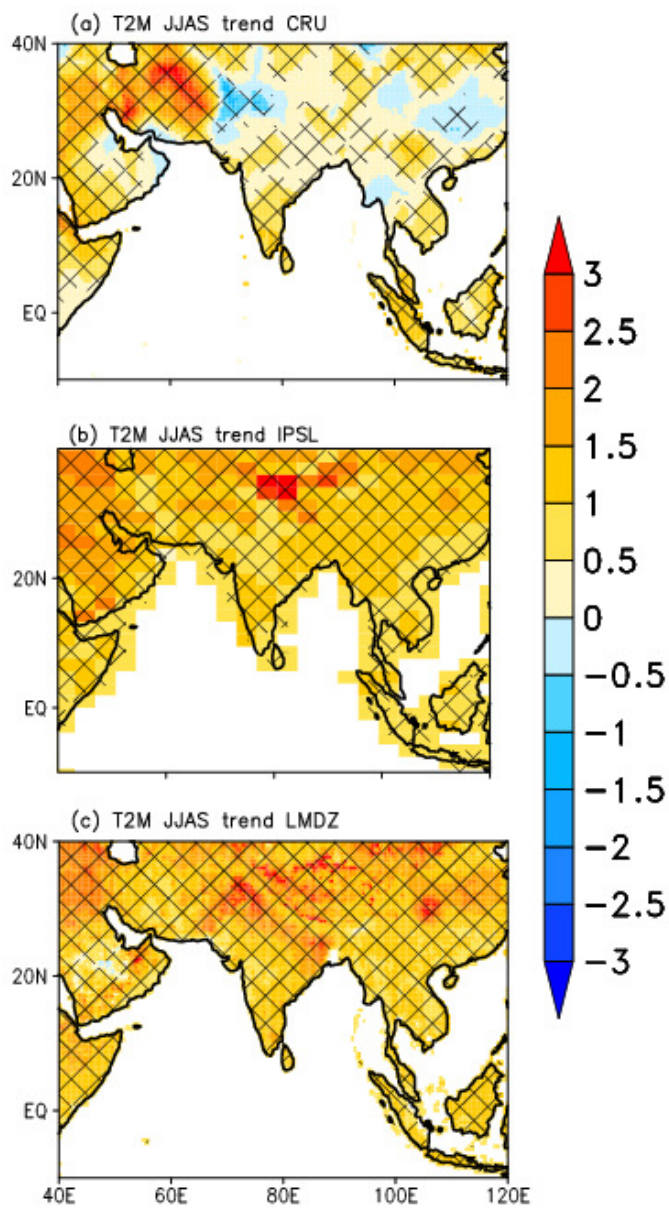 (a) T2M JJAS trend CRU
40N
20N
EQ
(b) T2M JJAS trend IPSL
20N
EQ
(c) T2M JJAS trend LMDZ
40N
20N
EQ
40E 60E 80E 100E 120E
3
2.5
2
1.5
1
0.5
0
-0.5
-1
-1.5
-2
-2.5
-3